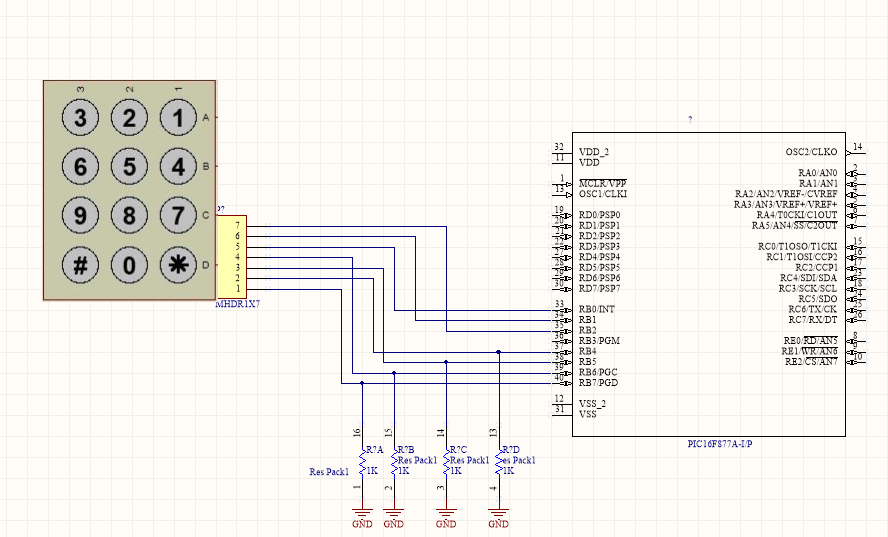 3 2 1
3 2 1 A
6 5 4 B
9 8 7 C
# 0 * D
P?
7
6
5
4
3
2
1
MHDR1X7
?
32 VDD_2
11 VDD
1 MCLR/VPP
13 OSC1/CLKI
19 RD0/PSP0
20 RD1/PSP1
21 RD2/PSP2
22 RD3/PSP3
27 RD4/PSP4
28 RD5/PSP5
29 RD6/PSP6
30 RD7/PSP7
33 RB0/INT
34 RB1
35 RB2
36 RB3/PGM
37 RB4
38 RB5
39 RB6/PGC
40 RB7/PGD
12 VSS_2
31 VSS
OSC2/CLKO 14
RA0/AN0 2
RA1/AN1
RA2/AN2/VREF-/CVREF
RA3/AN3/VREF+/VREF+
RA4/T0CKI/C1OUT
RA5/AN4/SS/C2OUT
RC0/T1OSO/T1CKI 15
RC1/T1OSI/CCP2 16
RC2/CCP1 17
RC4/SDI/SDA
RC3/SCK/SCL 18
RC5/SDO
RC6/TX/CK 25
RC7/RX/DT 26
RE0/RD/AN5 8
RE1/WR/AN6 9
RE2/CS/AN7 10
PIC16F877A-I/P
16 15 14 13
R?A R?B R?C R?D
Res Pack1 Res Pack1 Res Pack1 es Pack1
1K 1K 1K 1K
1 2 3 4
GND GND GND GND